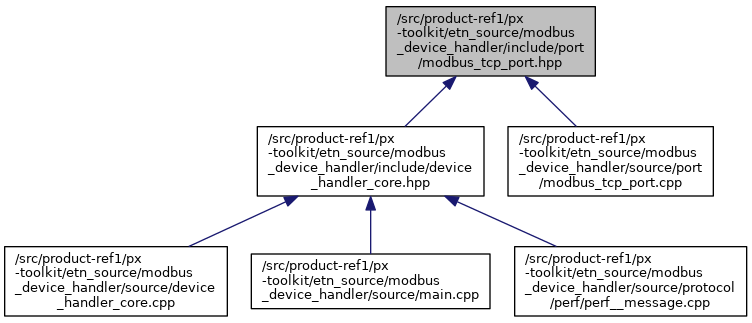 /src/product-ref1/px
-toolkit/etn_source/modbus
_device_handler/include/port
/modbus_tcp_port.hpp
/src/product-ref1/px
-toolkit/etn_source/modbus
_device_handler/include/device
_handler_core.hpp
/src/product-ref1/px
-toolkit/etn_source/modbus
_device_handler/source/port
/modbus_tcp_port.cpp
/src/product-ref1/px
-toolkit/etn_source/modbus
_device_handler/source/device
_handler_core.cpp
/src/product-ref1/px
-toolkit/etn_source/modbus
_device_handler/source/main.cpp
/src/product-ref1/px
-toolkit/etn_source/modbus
_device_handler/source/protocol
/perf/perf__message.cpp